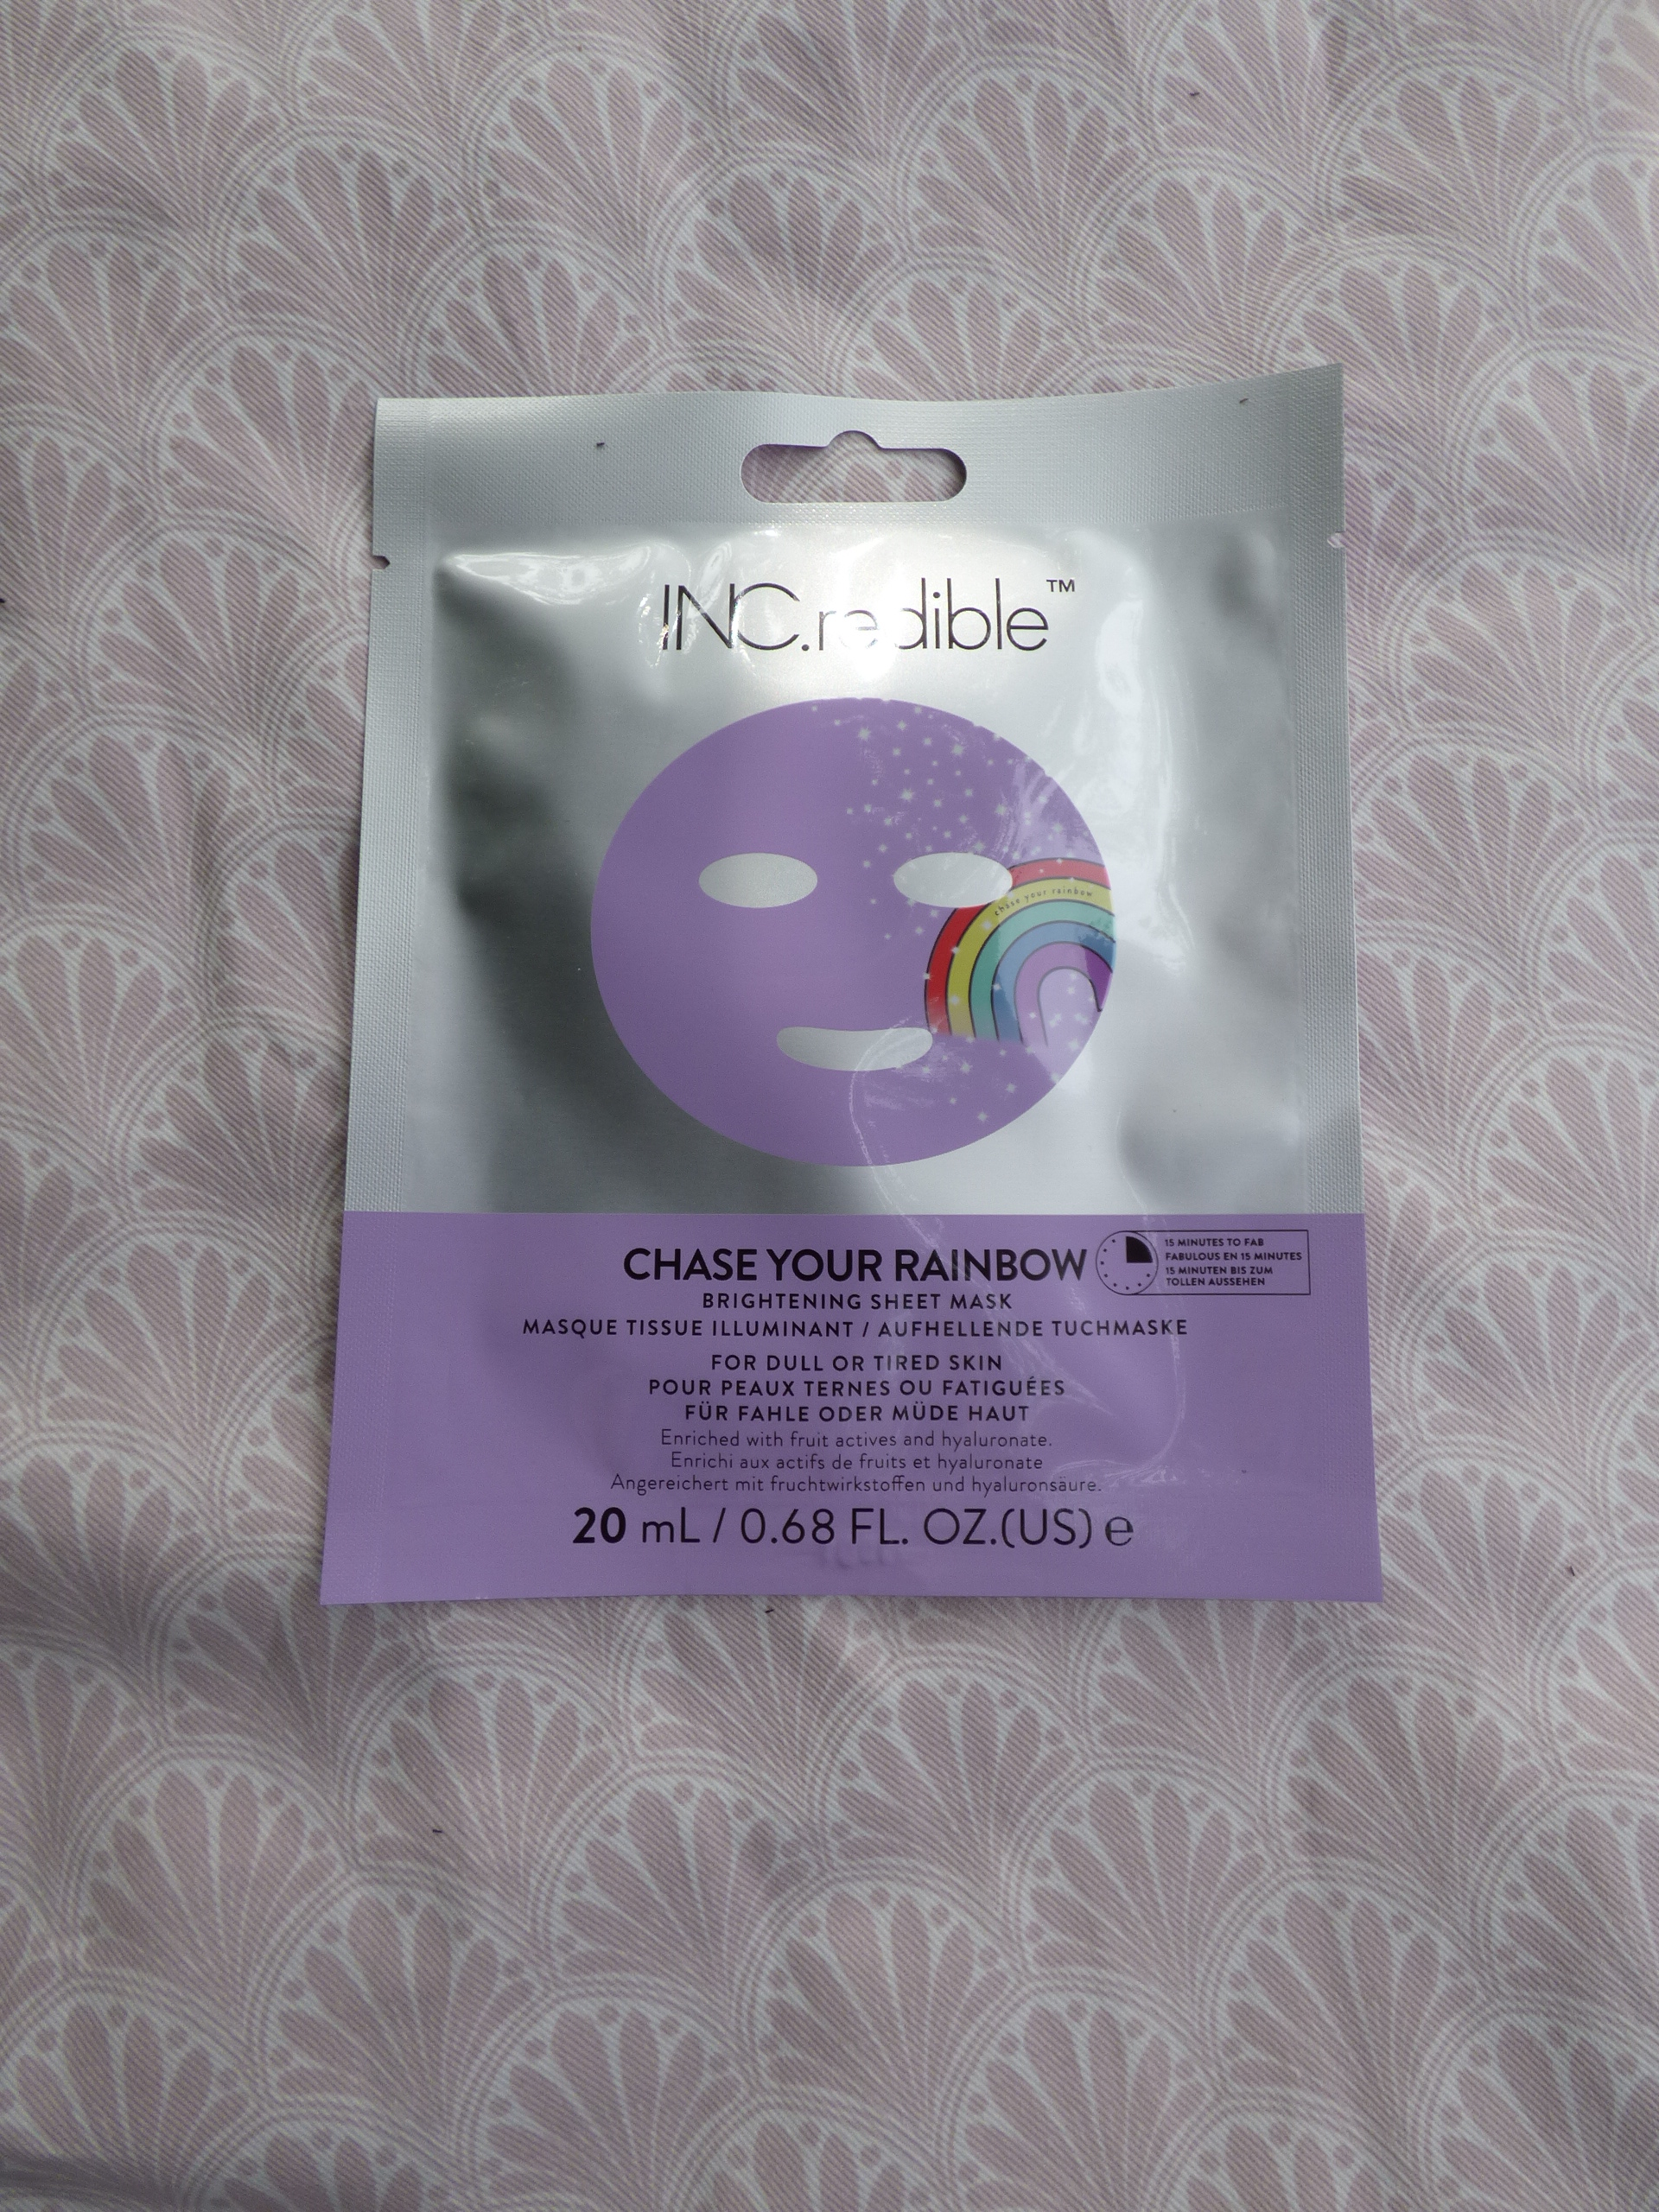 INC.redible™
chase your rainbow
CHASE YOUR RAINBOW
15 MINUTES TO FAB
FABULOUS EN 15 MINUTES
15 MINUTEN BIS ZUM
TOLLEN AUSSEHEN
BRIGHTENING SHEET MASK
MASQUE TISSUE ILLUMINANT / AUFHELLENDE TUCHMASKE
FOR DULL OR TIRED SKIN
POUR PEAUX TERNES OU FATIGUÉES
FÜR FAHLE ODER MÜDE HAUT
Enriched with fruit actives and hyaluronate.
Enrichi aux actifs de fruits et hyaluronate
Angereichert mit fruchtwirkstoffen und hyaluronsäure.
20 mL / 0.68 FL. OZ.(US) ℮